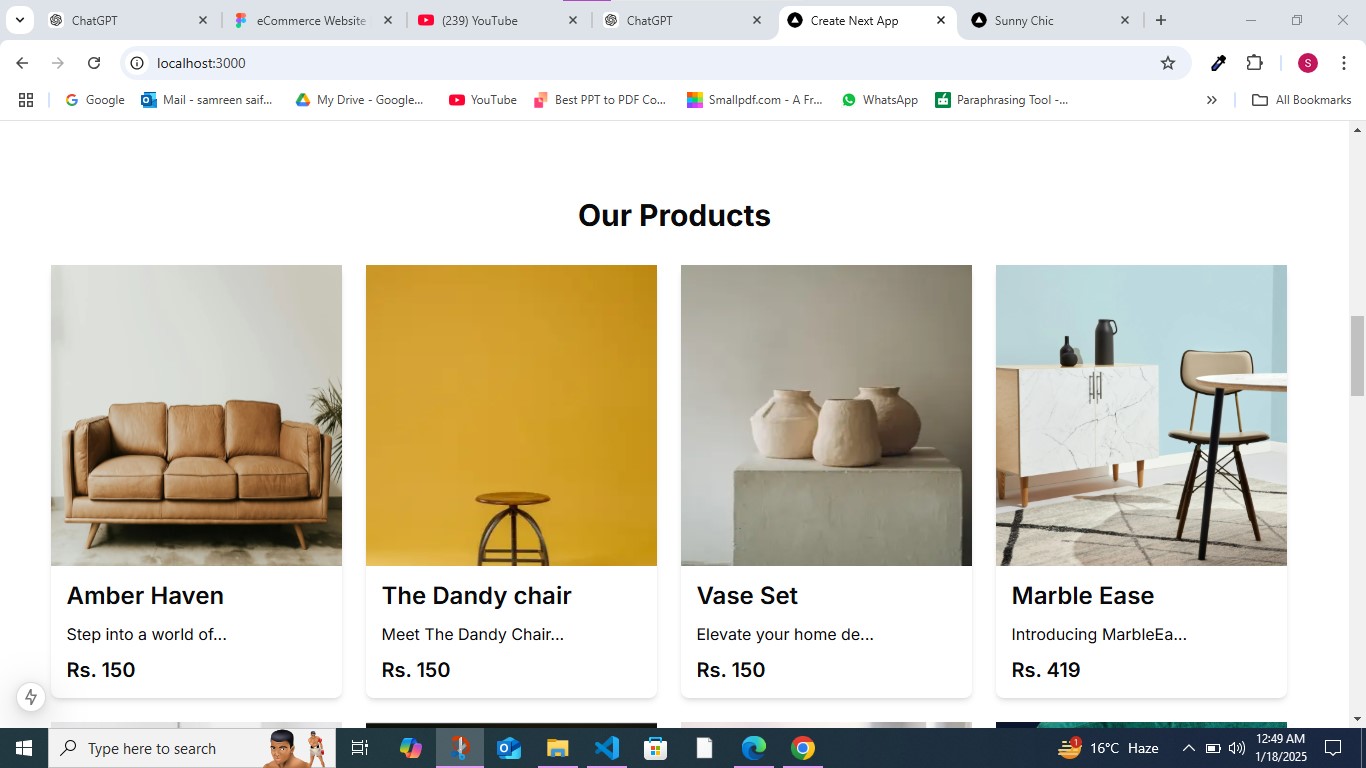 ChatGPT
eCommerce Website
(239) YouTube
ChatGPT
Create Next App
Sunny Chic
localhost:3000
S
Google
Mail - samreen saif...
My Drive - Google...
YouTube
Best PPT to PDF Co...
Smallpdf.com - A Fr...
WhatsApp
Paraphrasing Tool -...
All Bookmarks
Our Products
Amber Haven
The Dandy chair
Vase Set
Marble Ease
Step into a world of...
Meet The Dandy Chair...
Elevate your home de...
Introducing MarbleEa...
Rs. 150
Rs. 150
Rs. 150
Rs. 419
Type here to search
1
16°C Haze
12:49 AM
1/18/2025